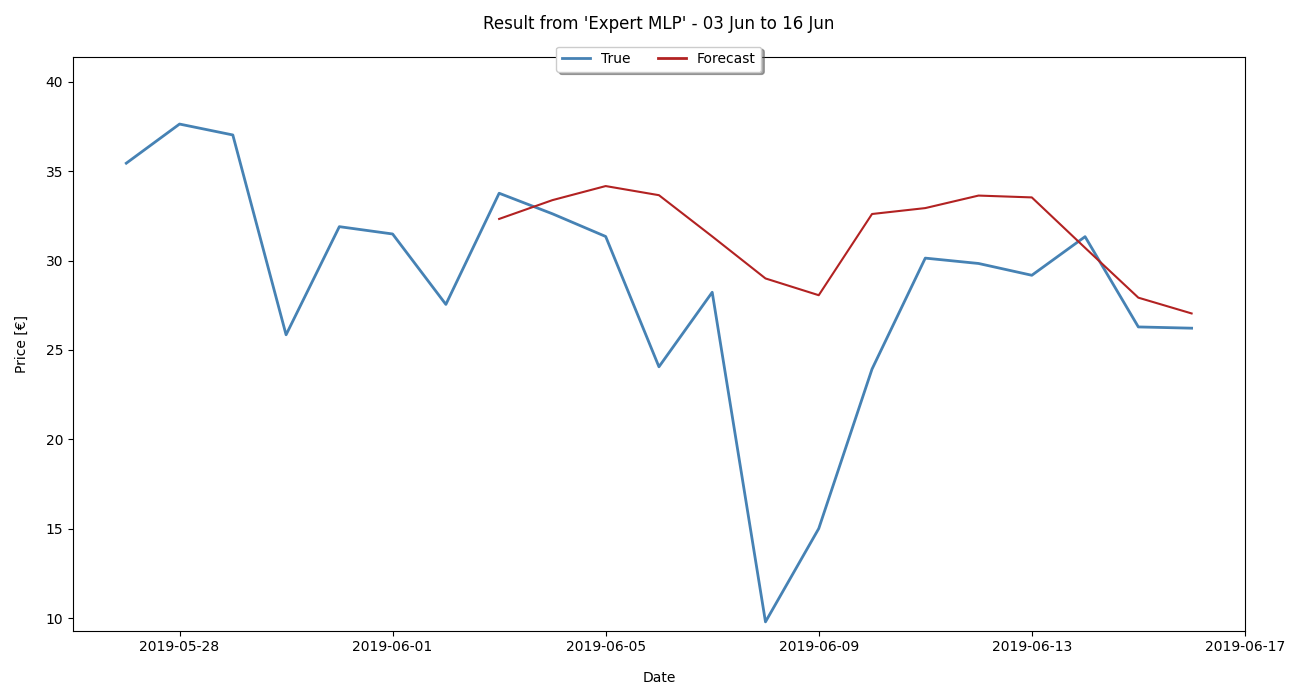 Result from 'Expert MLP' - 03 Jun to 16 Jun
True Forecast
40
35
30
25
20
15
10
Price [€]
2019-05-28 2019-06-01 2019-06-05 2019-06-09 2019-06-13 2019-06-17
Date